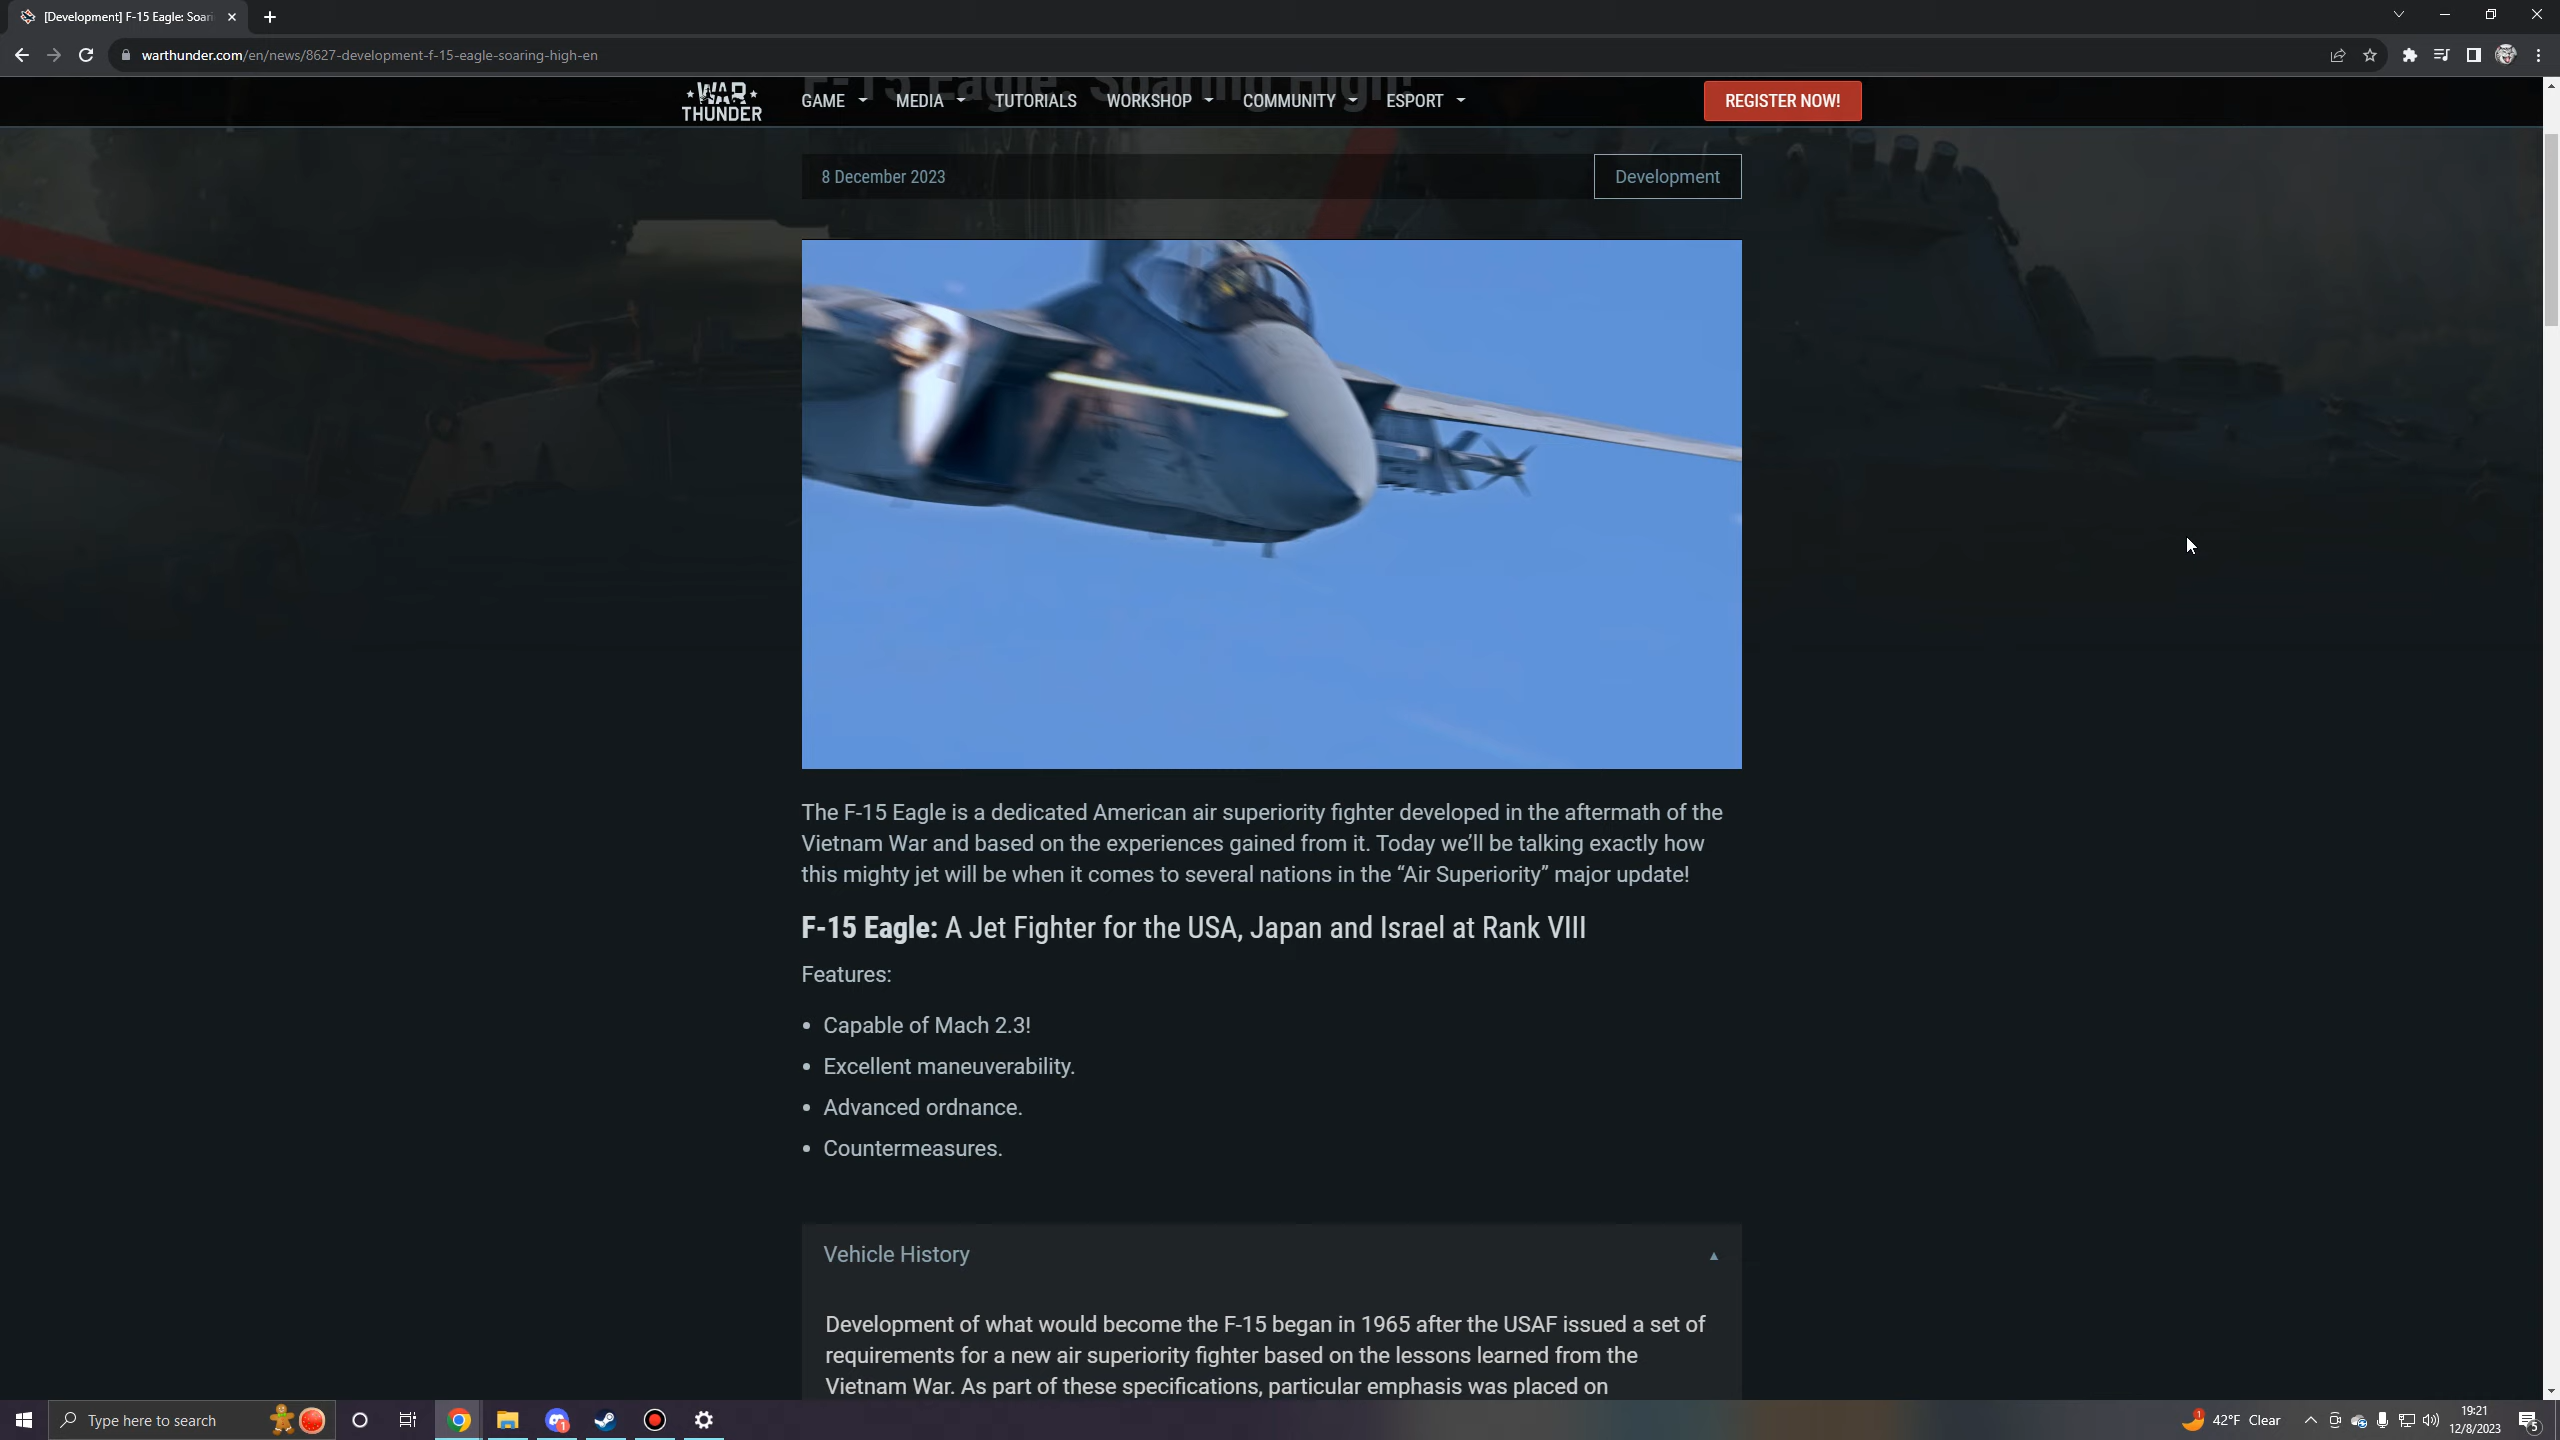 [Development] F-15 Eagle: Soari
warthunder.com/en/news/8627-development-f-15-eagle-soaring-high-en
F-15 Eagle: Soaring High!
WAR THUNDER
GAME
MEDIA
TUTORIALS
WORKSHOP
COMMUNITY
ESPORT
REGISTER NOW!
8 December 2023
Development
The F-15 Eagle is a dedicated American air superiority fighter developed in the aftermath of the
Vietnam War and based on the experiences gained from it. Today we’ll be talking exactly how
this mighty jet will be when it comes to several nations in the “Air Superiority” major update!
F-15 Eagle: A Jet Fighter for the USA, Japan and Israel at Rank VIII
Features:
• Capable of Mach 2.3!
• Excellent maneuverability.
• Advanced ordnance.
• Countermeasures.
Vehicle History
Development of what would become the F-15 began in 1965 after the USAF issued a set of
requirements for a new air superiority fighter based on the lessons learned from the
Vietnam War. As part of these specifications, particular emphasis was placed on
Type here to search
1
1
42°F Clear
19:21
12/8/2023
5